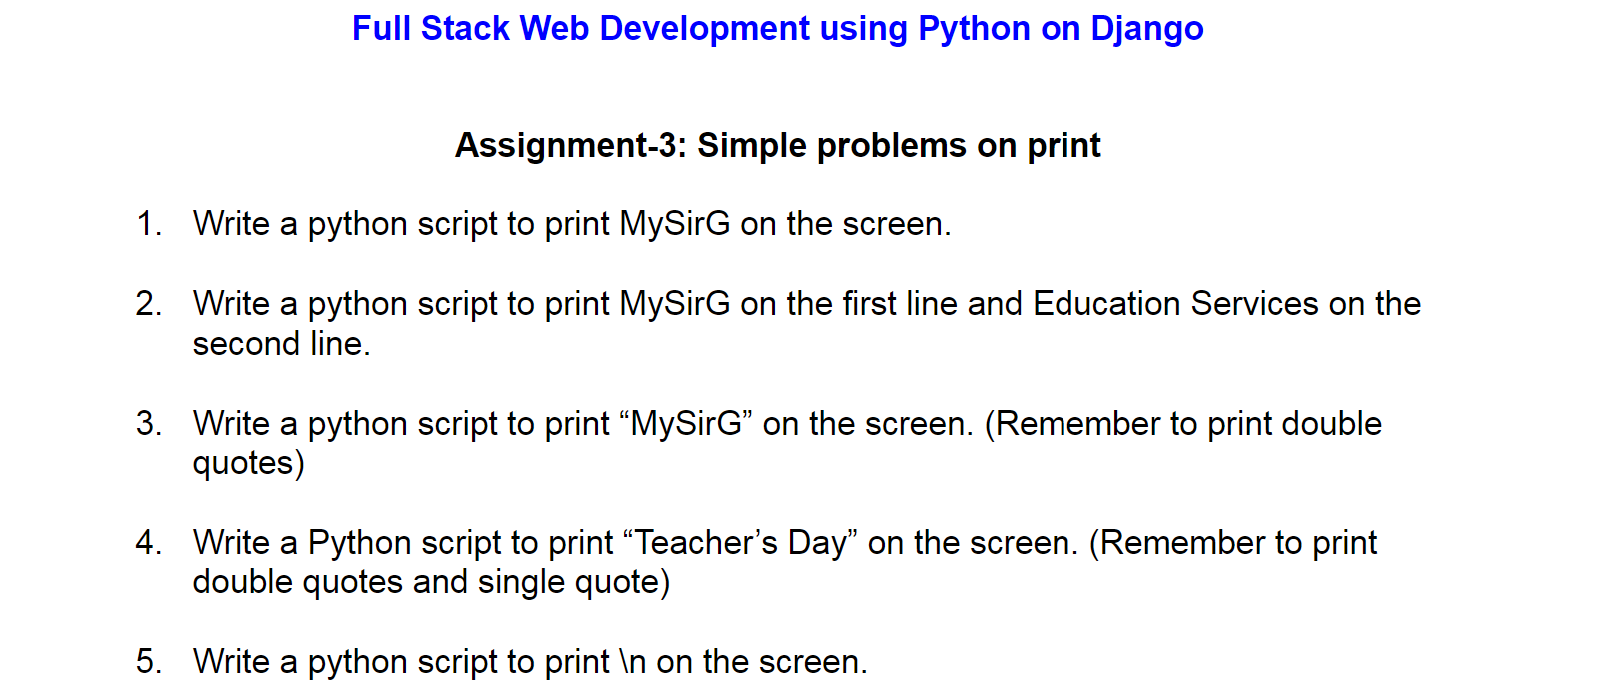 Full Stack Web Development using Python on Django
Assignment-3: Simple problems on print
1. Write a python script to print MySirG on the screen.
2. Write a python script to print MySirG on the first line and Education Services on the
second line.
3. Write a python script to print “MySirG” on the screen. (Remember to print double
quotes)
4. Write a Python script to print “Teacher’s Day” on the screen. (Remember to print
double quotes and single quote)
5. Write a python script to print \n on the screen.